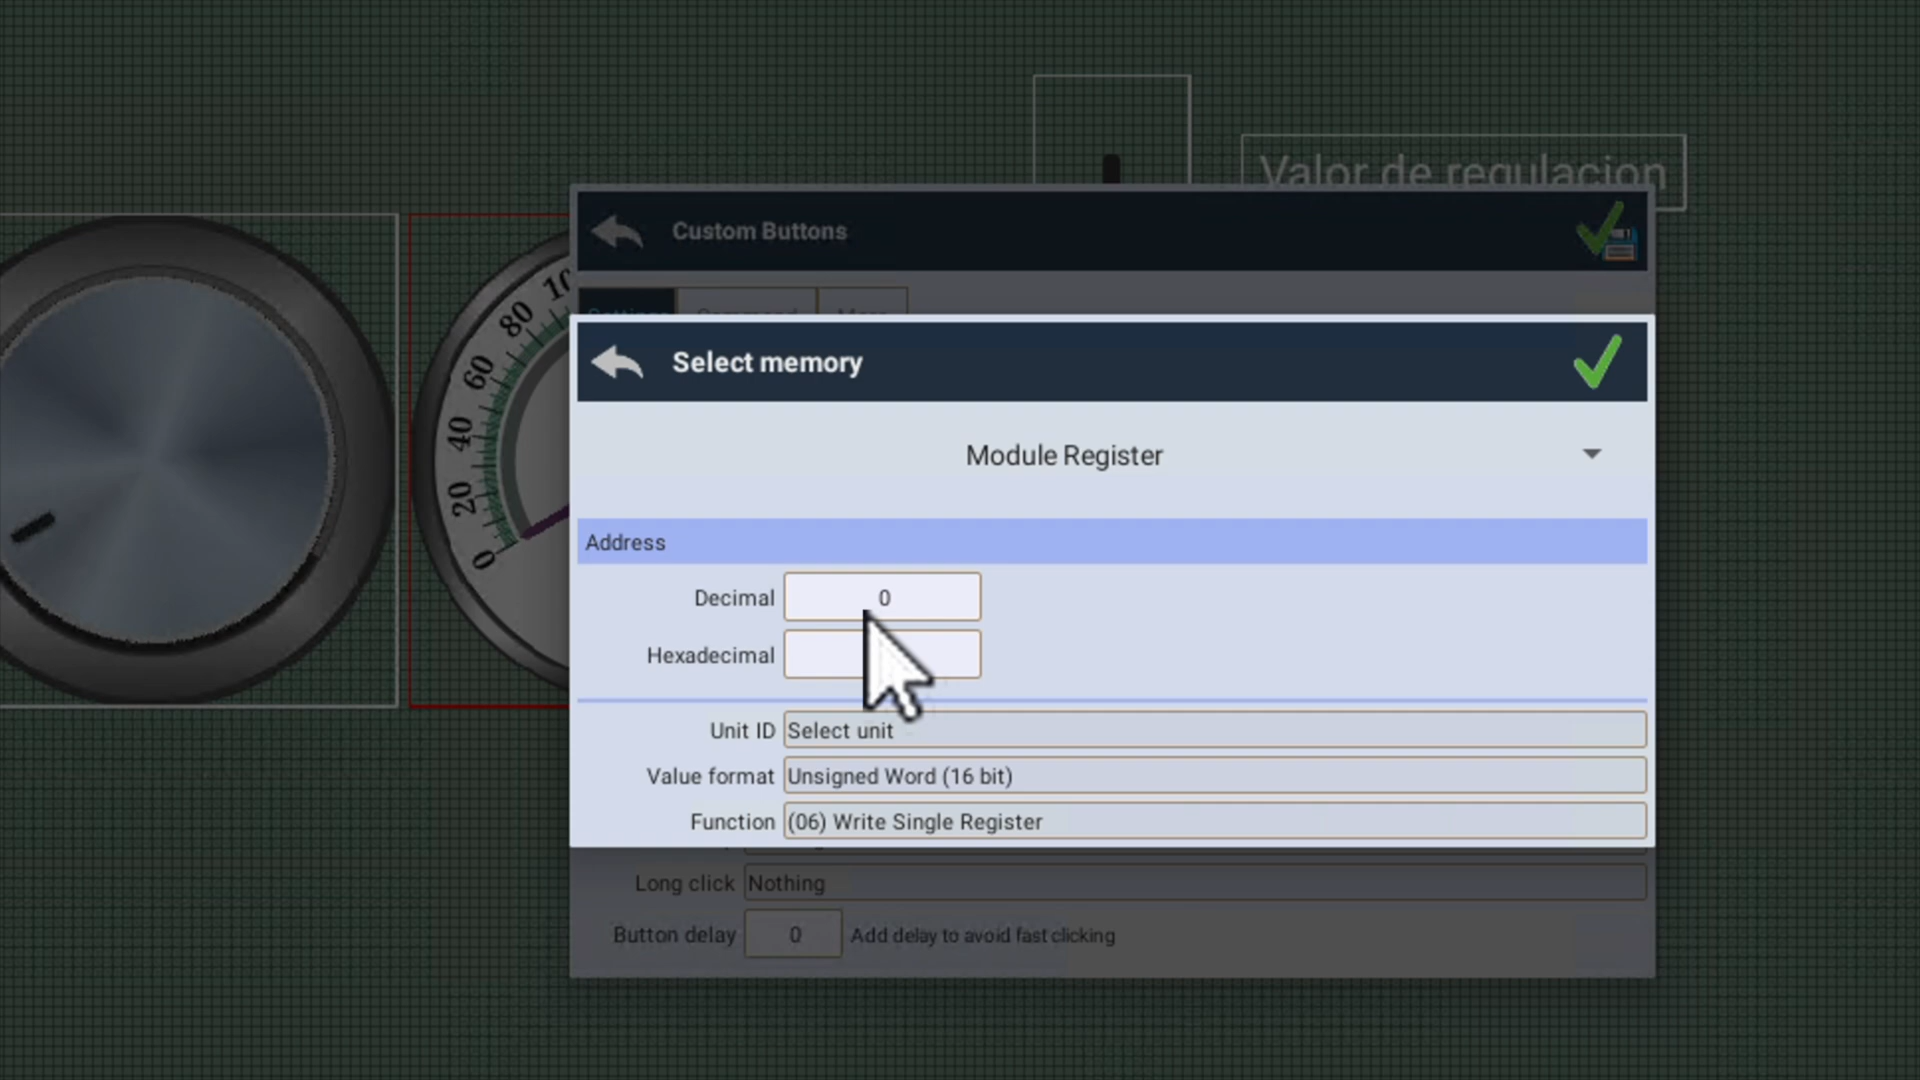 Valor de regulacion
Custom Buttons
100
80
60
40
20
0
Select memory
Module Register
Address
Decimal 0
Hexadecimal
Unit ID Select unit
Value format Unsigned Word (16 bit)
Function (06) Write Single Register
Long click Nothing
Button delay 0 Add delay to avoid fast clicking